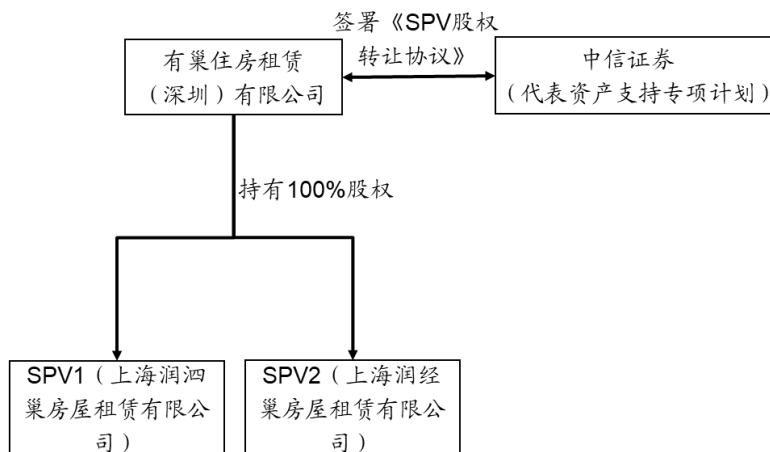 签署《SPV股权
转让协议》
有巢住房租赁
（深圳）有限公司
中信证券
（代表资产支持专项计划）
持有100%股权
SPV1（上海润泗
巢房屋租赁有限公
司）
SPV2（上海润经
巢房屋租赁有限公
司）